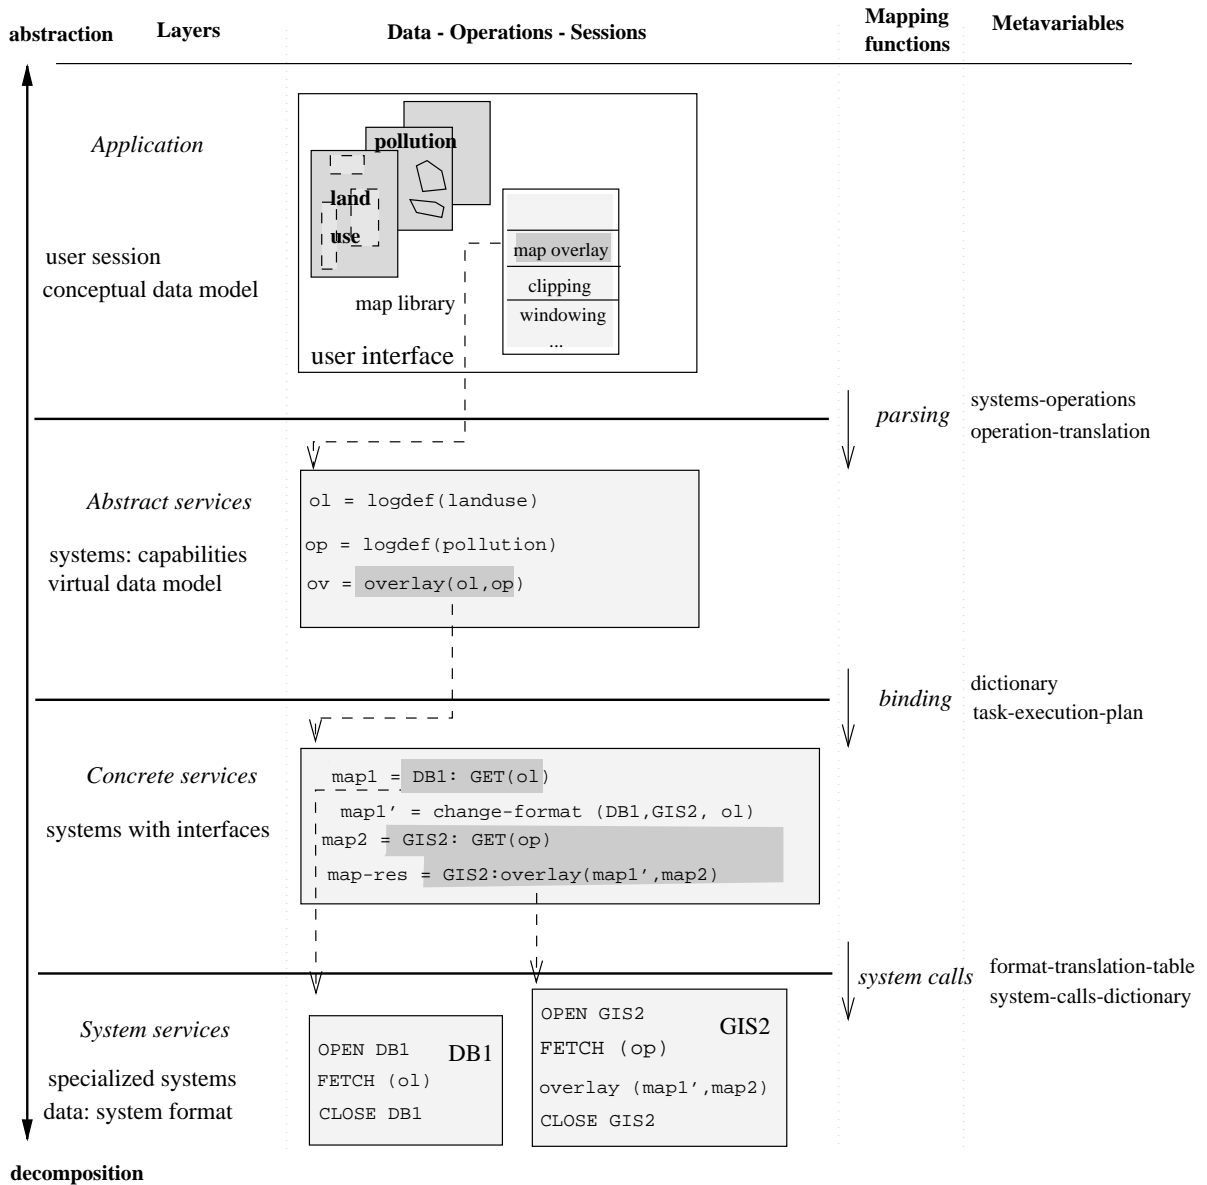 abstraction
Layers
Data - Operations - Sessions
Mapping
functions
Metavariables
Application
pollution
land
use
map overlay
clipping
windowing
...
user session
conceptual data model
map library
user interface
parsing
systems-operations
operation-translation
Abstract services
systems: capabilities
virtual data model
ol = logdef(landuse)
op = logdef(pollution)
ov = overlay(ol,op)
binding
dictionary
task-execution-plan
Concrete services
systems with interfaces
map1 = DB1: GET(ol)
map1' = change-format (DB1,GIS2, ol)
map2 = GIS2: GET(op)
map-res = GIS2:overlay(map1',map2)
system calls
format-translation-table
system-calls-dictionary
System services
specialized systems
data: system format
DB1
OPEN DB1
FETCH (ol)
CLOSE DB1
GIS2
OPEN GIS2
FETCH (op)
overlay (map1',map2)
CLOSE GIS2
decomposition